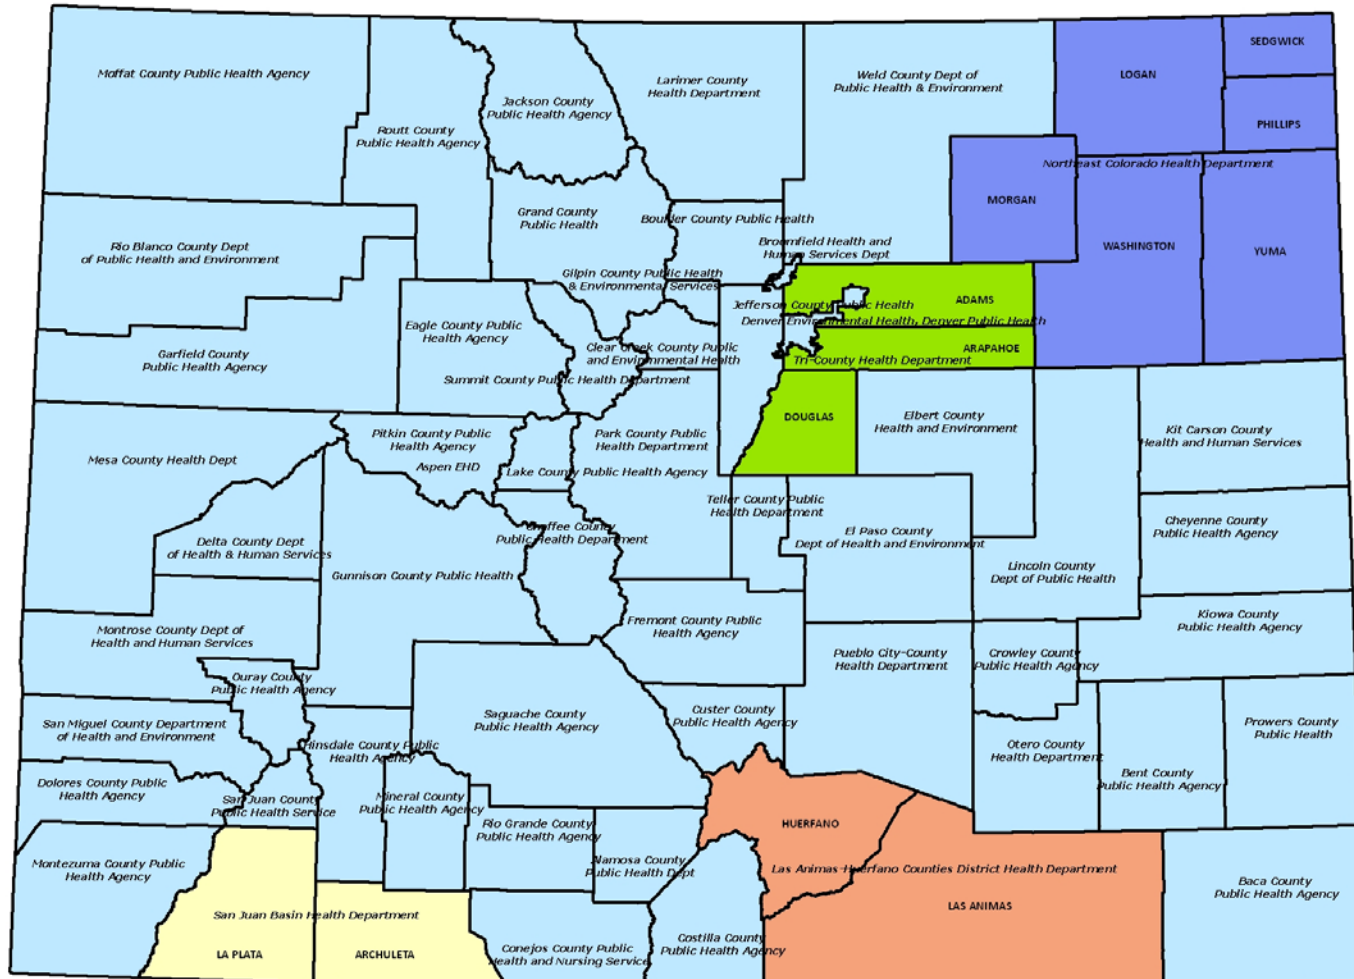 SEDGWICK
Moffat County Public Health Agency
Larimer County
Health Department
Weld County Dept of
Public Health & Environment
LOGAN
Jackson County
Public Health Agency
PHILLIPS
Routt County
Public Health Agency
Northeast Colorado Health Department
MORGAN
Grand County
Public Health
Boulder County Public Health
Rio Blanco County Dept
of Public Health and Environment
Broomfield Health and
Human Services Dept
WASHINGTON
YUMA
Gilpin County Public Health
& Environmental Services
ADAMS
Jefferson County Public Health
Denver Environmental Health, Denver Public Health
Eagle County Public
Health Agency
Clear Creek County Public
and Environmental Health
ARAPAHOE
Tri-County Health Department
Garfield County
Public Health Agency
Summit County Public Health Department
DOUGLAS
Elbert County
Health and Environment
Kit Carson County
Health and Human Services
Pitkin County Public
Health Agency
Aspen EHD
Park County Public
Health Department
Mesa County Health Dept
Lake County Public Health Agency
Teller County Public
Health Department
Chaffee County
Public Health Department
El Paso County
Dept of Health and Environment
Cheyenne County
Public Health Agency
Delta County Dept
of Health & Human Services
Gunnison County Public Health
Lincoln County
Dept of Public Health
Kiowa County
Public Health Agency
Fremont County Public
Health Agency
Montrose County Dept of
Health and Human Services
Pueblo City-County
Health Department
Crowley County
Public Health Agency
Ouray County
Public Health Agency
Saguache County
Public Health Agency
Custer County
Public Health Agency
San Miguel County Department
of Health and Environment
Prowers County
Public Health
Hinsdale County Public
Health Agency
Otero County
Health Department
Bent County
Public Health Agency
Dolores County Public
Health Agency
San Juan County
Public Health Service
Mineral County
Public Health Agency
Rio Grande County
Public Health Agency
HUERFANO
Montezuma County Public
Health Agency
Alamosa County
Public Health Dept
Las Animas-Huerfano Counties District Health Department
Baca County
Public Health Agency
LAS ANIMAS
San Juan Basin Health Department
LA PLATA
ARCHULETA
Conejos County Public
Health and Nursing Service
Costilla County
Public Health Agency